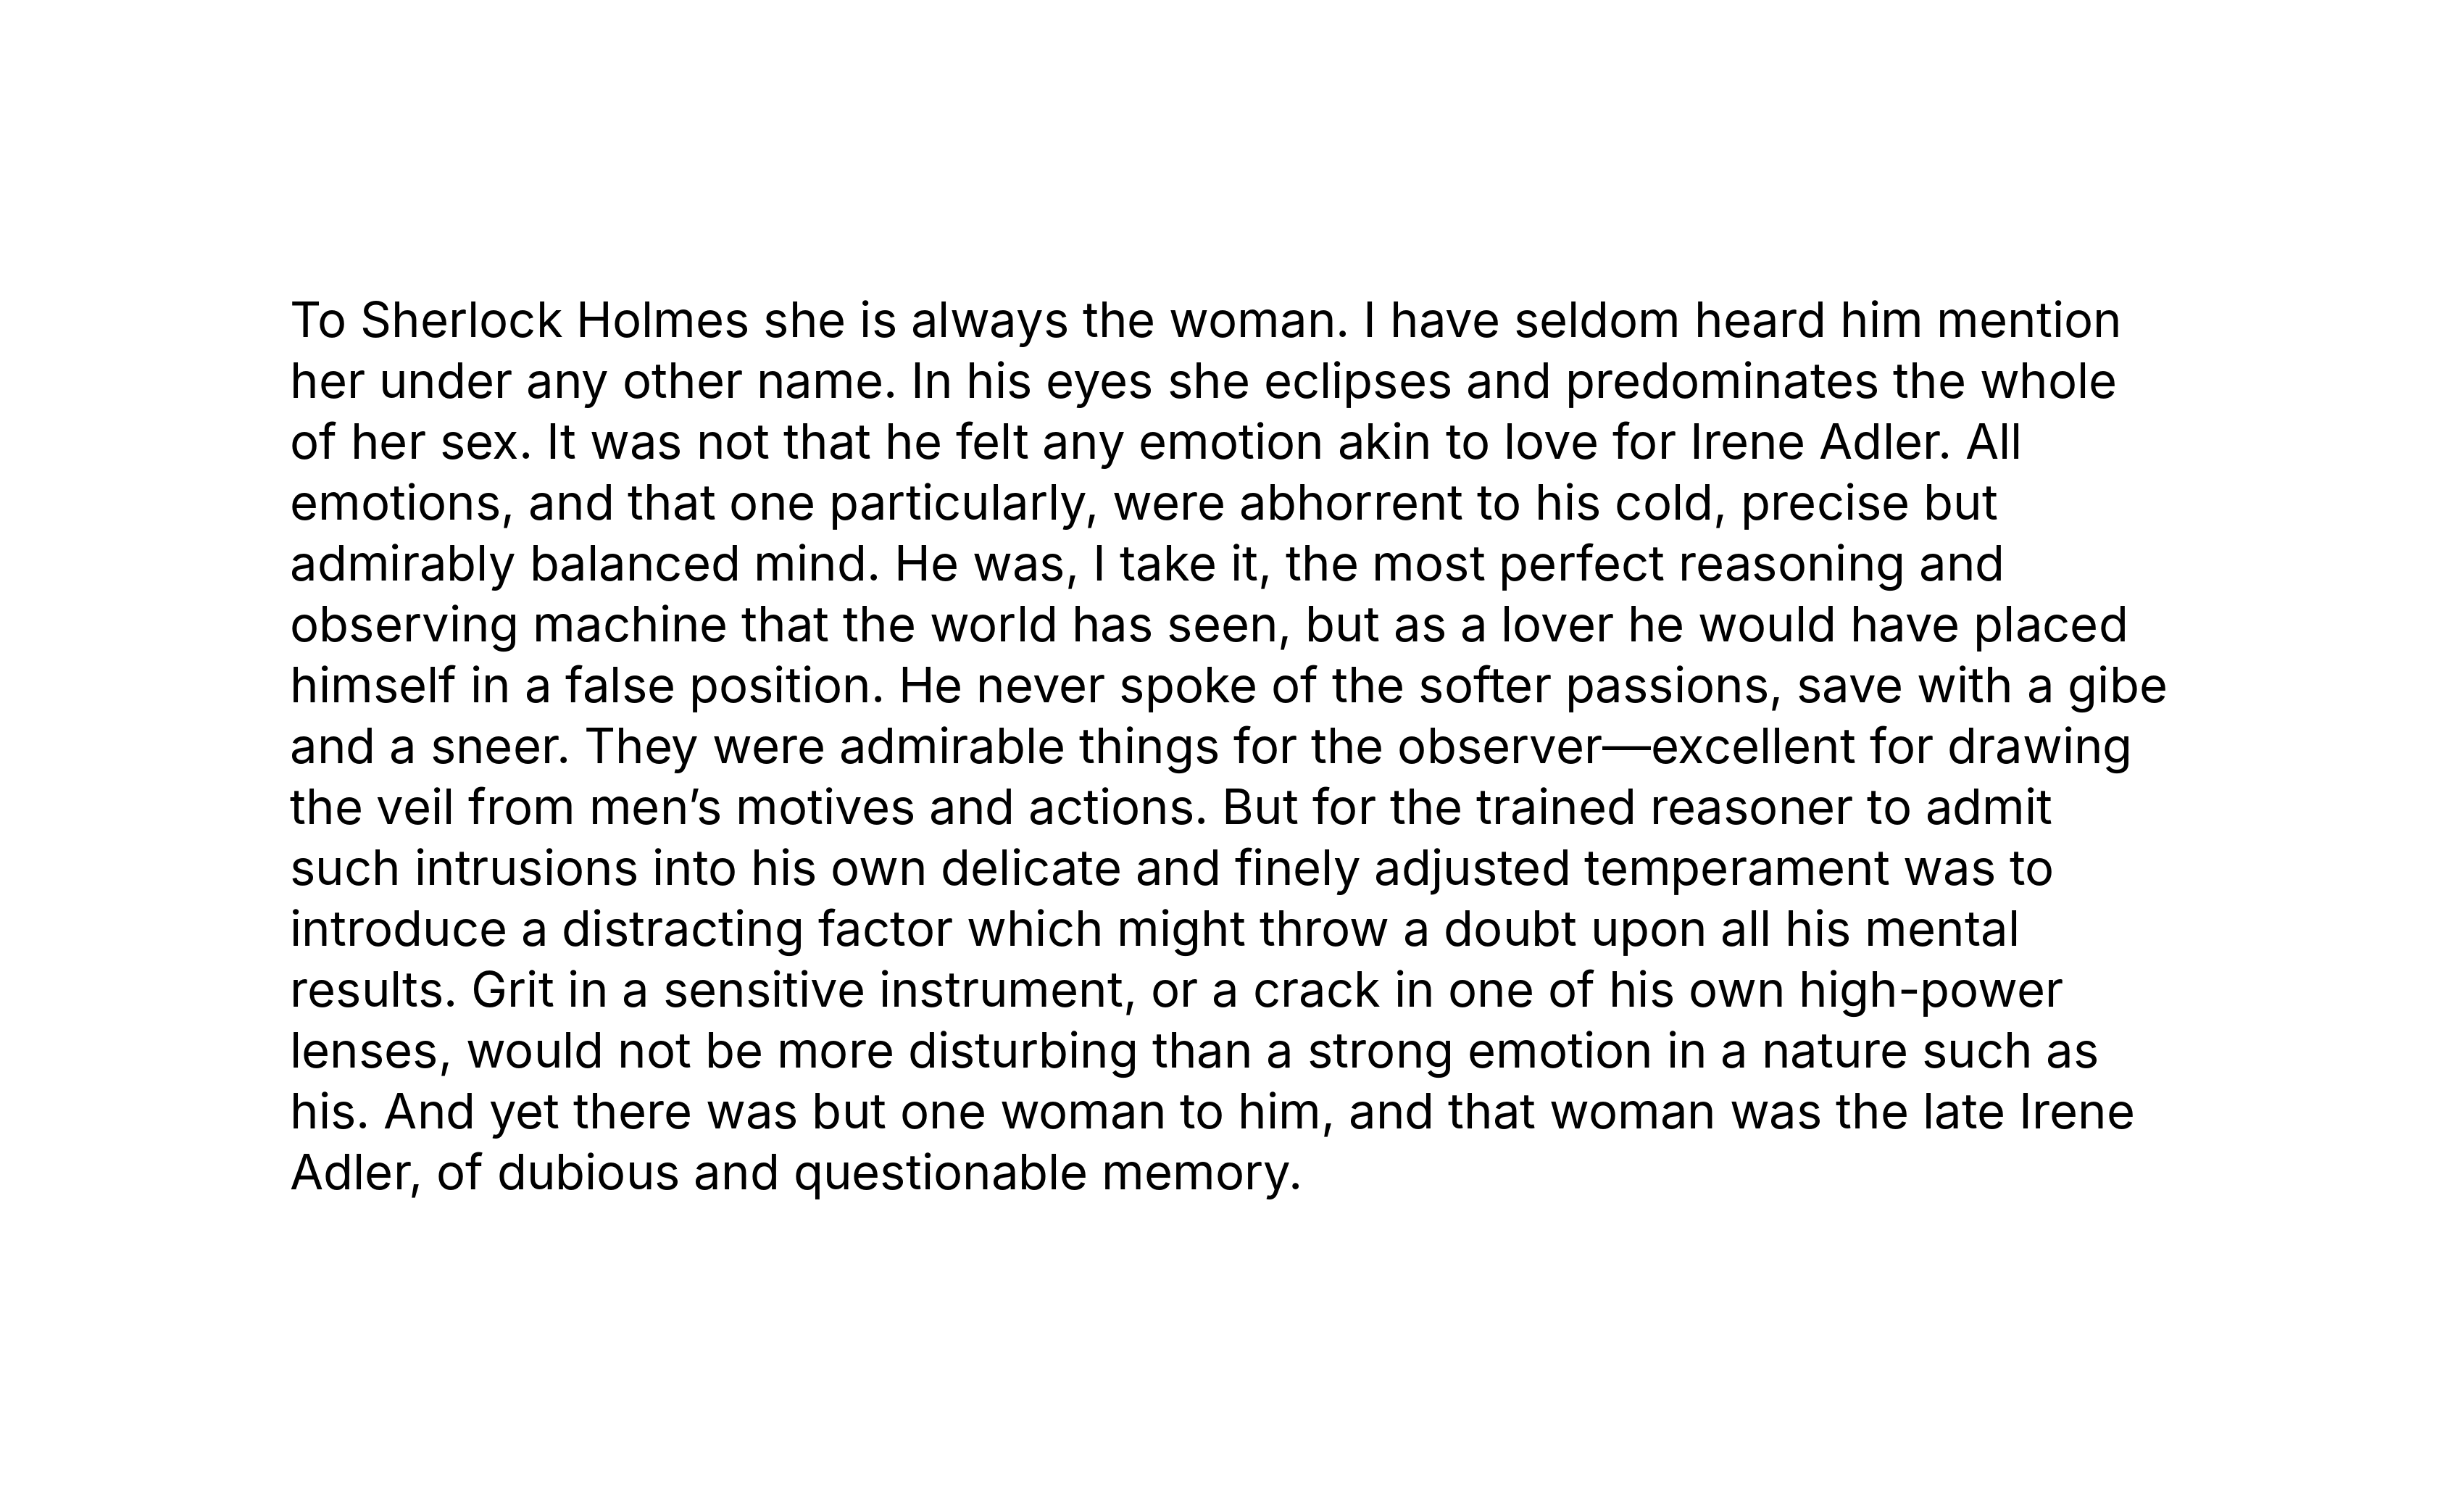 To Sherlock Holmes she is always the woman. I have seldom heard him mention
her under any other name. In his eyes she eclipses and predominates the whole
of her sex. It was not that he felt any emotion akin to love for Irene Adler. All
emotions, and that one particularly, were abhorrent to his cold, precise but
admirably balanced mind. He was, I take it, the most perfect reasoning and
observing machine that the world has seen, but as a lover he would have placed
himself in a false position. He never spoke of the softer passions, save with a gibe
and a sneer. They were admirable things for the observer—excellent for drawing
the veil from men’s motives and actions. But for the trained reasoner to admit
such intrusions into his own delicate and finely adjusted temperament was to
introduce a distracting factor which might throw a doubt upon all his mental
results. Grit in a sensitive instrument, or a crack in one of his own high-power
lenses, would not be more disturbing than a strong emotion in a nature such as
his. And yet there was but one woman to him, and that woman was the late Irene
Adler, of dubious and questionable memory.